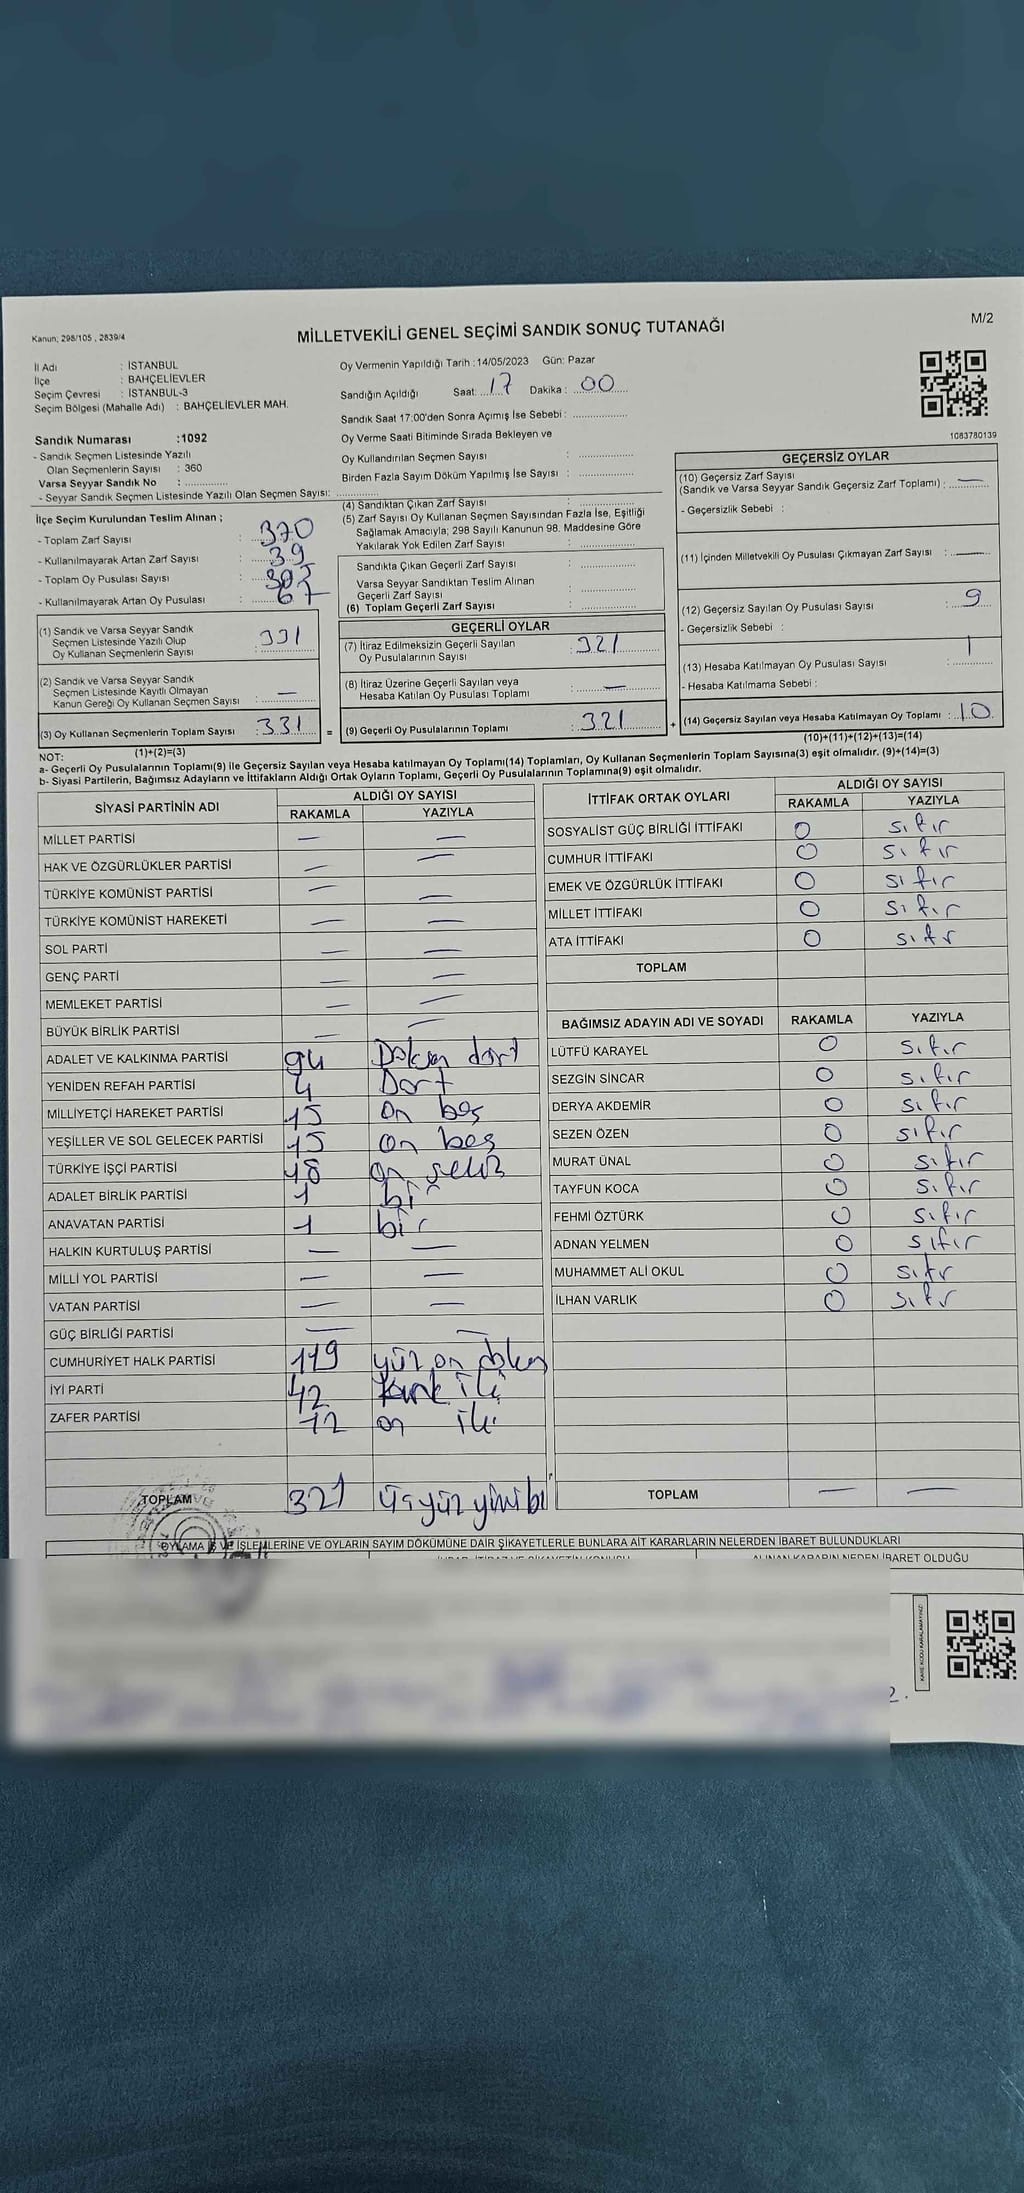 Kanun; 298/105 , 2839/4
MİLLETVEKİLİ GENEL SEÇİMİ SANDIK SONUÇ TUTANAĞI
M/2
İl Adı : İSTANBUL
İlçe : BAHÇELİEVLER
Seçim Çevresi : İSTANBUL-3
Seçim Bölgesi (Mahalle Adı) : BAHÇELİEVLER MAH.
Oy Vermenin Yapıldığı Tarih :14/05/2023 Gün: Pazar
Sandığın Açıldığı Saat: 17 Dakika : 00
Sandık Saat 17:00'den Sonra Açımış İse Sebebi :
Oy Verme Saati Bitiminde Sırada Bekleyen ve
Oy Kullandırılan Seçmen Sayısı :
Birden Fazla Sayım Döküm Yapılmış İse Sayısı :
1083780139
Sandık Numarası :1092
- Sandık Seçmen Listesinde Yazılı
Olan Seçmenlerin Sayısı : 360
Varsa Seyyar Sandık No :
- Seyyar Sandık Seçmen Listesinde Yazılı Olan Seçmen Sayısı:
İlçe Seçim Kurulundan Teslim Alınan ;
- Toplam Zarf Sayısı : 370
- Kullanılmayarak Artan Zarf Sayısı : 39
- Toplam Oy Pusulası Sayısı :
- Kullanılmayarak Artan Oy Pusulası : 67
(4) Sandıktan Çıkan Zarf Sayısı :
(5) Zarf Sayısı Oy Kullanan Seçmen Sayısından Fazla İse, Eşitliği
Sağlamak Amacıyla; 298 Sayılı Kanunun 98. Maddesine Göre
Yakılarak Yok Edilen Zarf Sayısı :
Sandıkta Çıkan Geçerli Zarf Sayısı :
Varsa Seyyar Sandıktan Teslim Alınan
Geçerli Zarf Sayısı :
(6) Toplam Geçerli Zarf Sayısı :
GEÇERSİZ OYLAR
(10) Geçersiz Zarf Sayısı
(Sandık ve Varsa Seyyar Sandık Geçersiz Zarf Toplamı) : —
- Geçersizlik Sebebi :
(11) İçinden Milletvekili Oy Pusulası Çıkmayan Zarf Sayısı : —
(12) Geçersiz Sayılan Oy Pusulası Sayısı : 9
- Geçersizlik Sebebi :
(13) Hesaba Katılmayan Oy Pusulası Sayısı : 1
- Hesaba Katılmama Sebebi :
(14) Geçersiz Sayılan veya Hesaba Katılmayan Oy Toplamı : 10
(10)+(11)+(12)+(13)=(14)
(1) Sandık ve Varsa Seyyar Sandık
Seçmen Listesinde Yazılı Olup
Oy Kullanan Seçmenlerin Sayısı : 331
(2) Sandık ve Varsa Seyyar Sandık
Seçmen Listesinde Kayıtlı Olmayan
Kanun Gereği Oy Kullanan Seçmen Sayısı : —
(3) Oy Kullanan Seçmenlerin Toplam Sayısı : 331 =
(1)+(2)=(3)
GEÇERLİ OYLAR
(7) İtiraz Edilmeksizin Geçerli Sayılan
Oy Pusulalarının Sayısı : 321
(8) İtiraz Üzerine Geçerli Sayılan veya
Hesaba Katılan Oy Pusulası Toplamı : —
(9) Geçerli Oy Pusulalarının Toplamı : 321 +
NOT:
a- Geçerli Oy Pusulalarının Toplamı(9) ile Geçersiz Sayılan veya Hesaba katılmayan Oy Toplamı(14) Toplamları, Oy Kullanan Seçmenlerin Toplam Sayısına(3) eşit olmalıdır. (9)+(14)=(3)
b- Siyasi Partilerin, Bağımsız Adayların ve İttifakların Aldığı Ortak Oyların Toplamı, Geçerli Oy Pusulalarının Toplamına(9) eşit olmalıdır.
SİYASİ PARTİNİN ADI ALDIĞI OY SAYISI
RAKAMLA YAZIYLA
MİLLET PARTİSİ — —
HAK VE ÖZGÜRLÜKLER PARTİSİ — —
TÜRKİYE KOMÜNİST PARTİSİ — —
TÜRKİYE KOMÜNİST HAREKETİ — —
SOL PARTİ — —
GENÇ PARTİ — —
MEMLEKET PARTİSİ — —
BÜYÜK BİRLİK PARTİSİ — —
ADALET VE KALKINMA PARTİSİ 94 Doksan dört
YENİDEN REFAH PARTİSİ 4 Dört
MİLLİYETÇİ HAREKET PARTİSİ 15 on beş
YEŞİLLER VE SOL GELECEK PARTİSİ 15 on beş
TÜRKİYE İŞÇİ PARTİSİ 18 on sekiz
ADALET BİRLİK PARTİSİ 1 bir
ANAVATAN PARTİSİ 1 bir
HALKIN KURTULUŞ PARTİSİ — —
MİLLİ YOL PARTİSİ — —
VATAN PARTİSİ — —
GÜÇ BİRLİĞİ PARTİSİ — —
CUMHURİYET HALK PARTİSİ 119 yüz on dokuz
İYİ PARTİ 42 Kırk iki
ZAFER PARTİSİ 12 on iki
TOPLAM 321 üçyüz yirmi bi
İTTİFAK ORTAK OYLARI ALDIĞI OY SAYISI
RAKAMLA YAZIYLA
SOSYALİST GÜÇ BİRLİĞİ İTTİFAKI 0 sıfır
CUMHUR İTTİFAKI 0 sıfır
EMEK VE ÖZGÜRLÜK İTTİFAKI 0 sıfır
MİLLET İTTİFAKI 0 sıfır
ATA İTTİFAKI 0 sıfır
TOPLAM
BAĞIMSIZ ADAYIN ADI VE SOYADI RAKAMLA YAZIYLA
LÜTFÜ KARAYEL 0 sıfır
SEZGİN SİNCAR 0 sıfır
DERYA AKDEMİR 0 sıfır
SEZEN ÖZEN 0 sıfır
MURAT ÜNAL 0 sıfır
TAYFUN KOCA 0 sıfır
FEHMİ ÖZTÜRK 0 sıfır
ADNAN YELMEN 0 sıfır
MUHAMMET ALİ OKUL 0 sıfır
İLHAN VARLIK 0 sıfır
TOPLAM — —
OYLAMA İŞ VE İŞLEMLERİNE VE OYLARIN SAYIM DÖKÜMÜNE DAİR ŞİKAYETLERLE BUNLARA AİT KARARLARIN NELERDEN İBARET BULUNDUKLARI
ALINAN KARARIN NEDEN İBARET OLDUĞU
KARE KODU KARALAMAYINIZ!